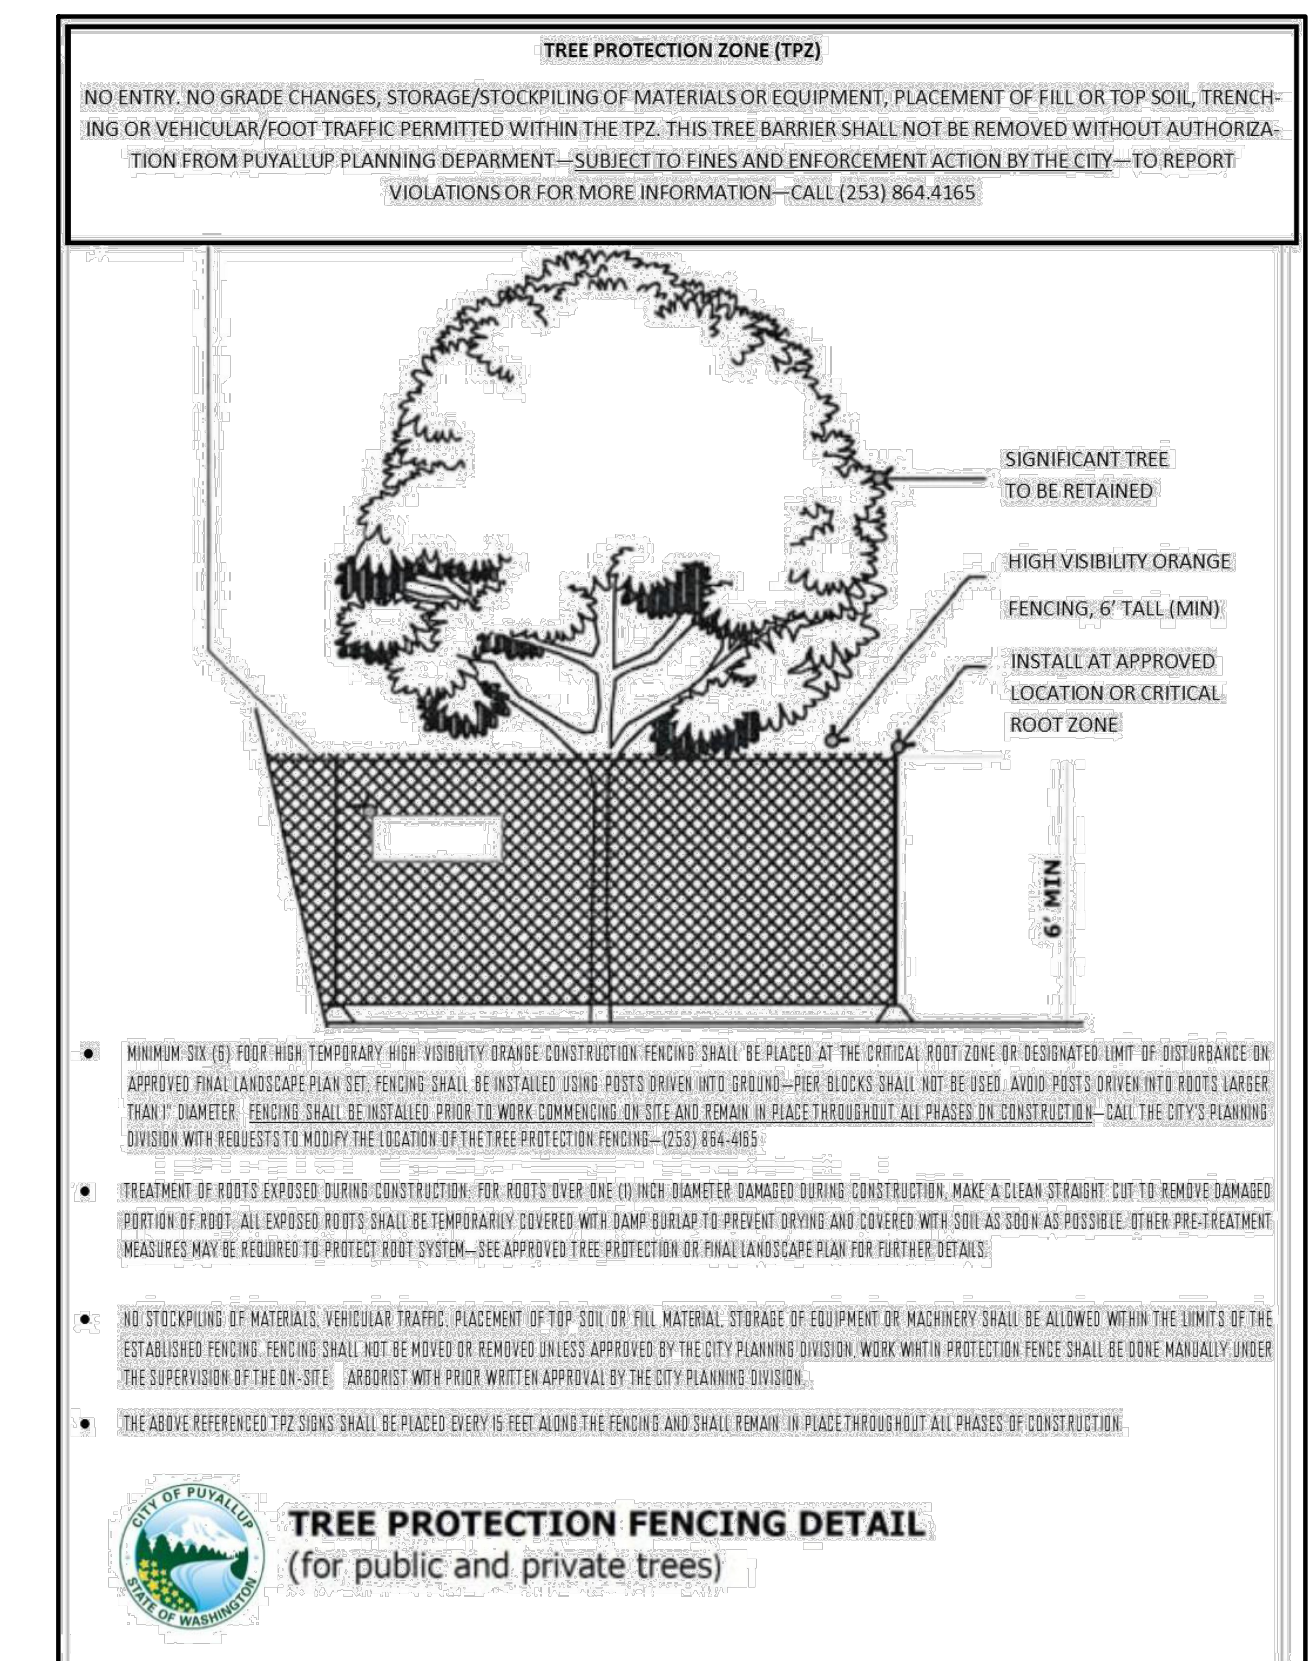 TREE PROTECTION ZONE (TPZ)
NO ENTRY. NO GRADE CHANGES, STORAGE/STOCKPILING OF MATERIALS OR EQUIPMENT, PLACEMENT OF FILL OR TOP SOIL, TRENCH-
ING OR VEHICULAR/FOOT TRAFFIC PERMITTED WITHIN THE TPZ. THIS TREE BARRIER SHALL NOT BE REMOVED WITHOUT AUTHORIZA-
TION FROM PUYALLUP PLANNING DEPARMENT—SUBJECT TO FINES AND ENFORCEMENT ACTION BY THE CITY—TO REPORT
VIOLATIONS OR FOR MORE INFORMATION—CALL (253) 864.4165
SIGNIFICANT TREE
TO BE RETAINED
HIGH VISIBILITY ORANGE
FENCING, 6' TALL (MIN)
INSTALL AT APPROVED
LOCATION OR CRITICAL
ROOT ZONE
6' MIN
• MINIMUM SIX (6) FOOR HIGH TEMPORARY HIGH VISIBILITY ORANGE CONSTRUCTION FENCING SHALL BE PLACED AT THE CRITICAL ROOT ZONE OR DESIGNATED LIMIT OF DISTURBANCE ON
APPROVED FINAL LANDSCAPE PLAN SET. FENCING SHALL BE INSTALLED USING POSTS DRIVEN INTO GROUND—PIER BLOCKS SHALL NOT BE USED. AVOID POSTS DRIVEN INTO ROOTS LARGER
THAN 1" DIAMETER. FENCING SHALL BE INSTALLED PRIOR TO WORK COMMENCING ON SITE AND REMAIN IN PLACE THROUGHOUT ALL PHASES ON CONSTRUCTION—CALL THE CITY'S PLANNING
DIVISION WITH REQUESTS TO MODIFY THE LOCATION OF THE TREE PROTECTION FENCING—(253) 864-4165
• TREATMENT OF ROOTS EXPOSED DURING CONSTRUCTION: FOR ROOTS OVER ONE (1) INCH DIAMETER DAMAGED DURING CONSTRUCTION, MAKE A CLEAN STRAIGHT CUT TO REMOVE DAMAGED
PORTION OF ROOT. ALL EXPOSED ROOTS SHALL BE TEMPORARILY COVERED WITH DAMP BURLAP TO PREVENT DRYING AND COVERED WITH SOIL AS SOON AS POSSIBLE. OTHER PRE-TREATMENT
MEASURES MAY BE REQUIRED TO PROTECT ROOT SYSTEM—SEE APPROVED TREE PROTECTION OR FINAL LANDSCAPE PLAN FOR FURTHER DETAILS.
• NO STOCKPILING OF MATERIALS, VEHICULAR TRAFFIC, PLACEMENT OF TOP SOIL OR FILL MATERIAL, STORAGE OF EQUIPMENT OR MACHINERY SHALL BE ALLOWED WITHIN THE LIIMITS OF THE
ESTABLISHED FENCING. FENCING SHALL NOT BE MOVED OR REMOVED UNLESS APPROVED BY THE CITY PLANNING DIVISION. WORK WHTIN PROTECTION FENCE SHALL BE DONE MANUALLY UNDER
THE SUPERVISION OF THE ON-SITE ARBORIST WITH PRIOR WRITTEN APPROVAL BY THE CITY PLANNING DIVISION.
• THE ABOVE REFERENCED TPZ SIGNS SHALL BE PLACED EVERY 15 FEET ALONG THE FENCING AND SHALL REMAIN IN PLACE THROUGHOUT ALL PHASES OF CONSTRUCTION.
CITY OF PUYALLUP
STATE OF WASHINGTON
TREE PROTECTION FENCING DETAIL
(for public and private trees)